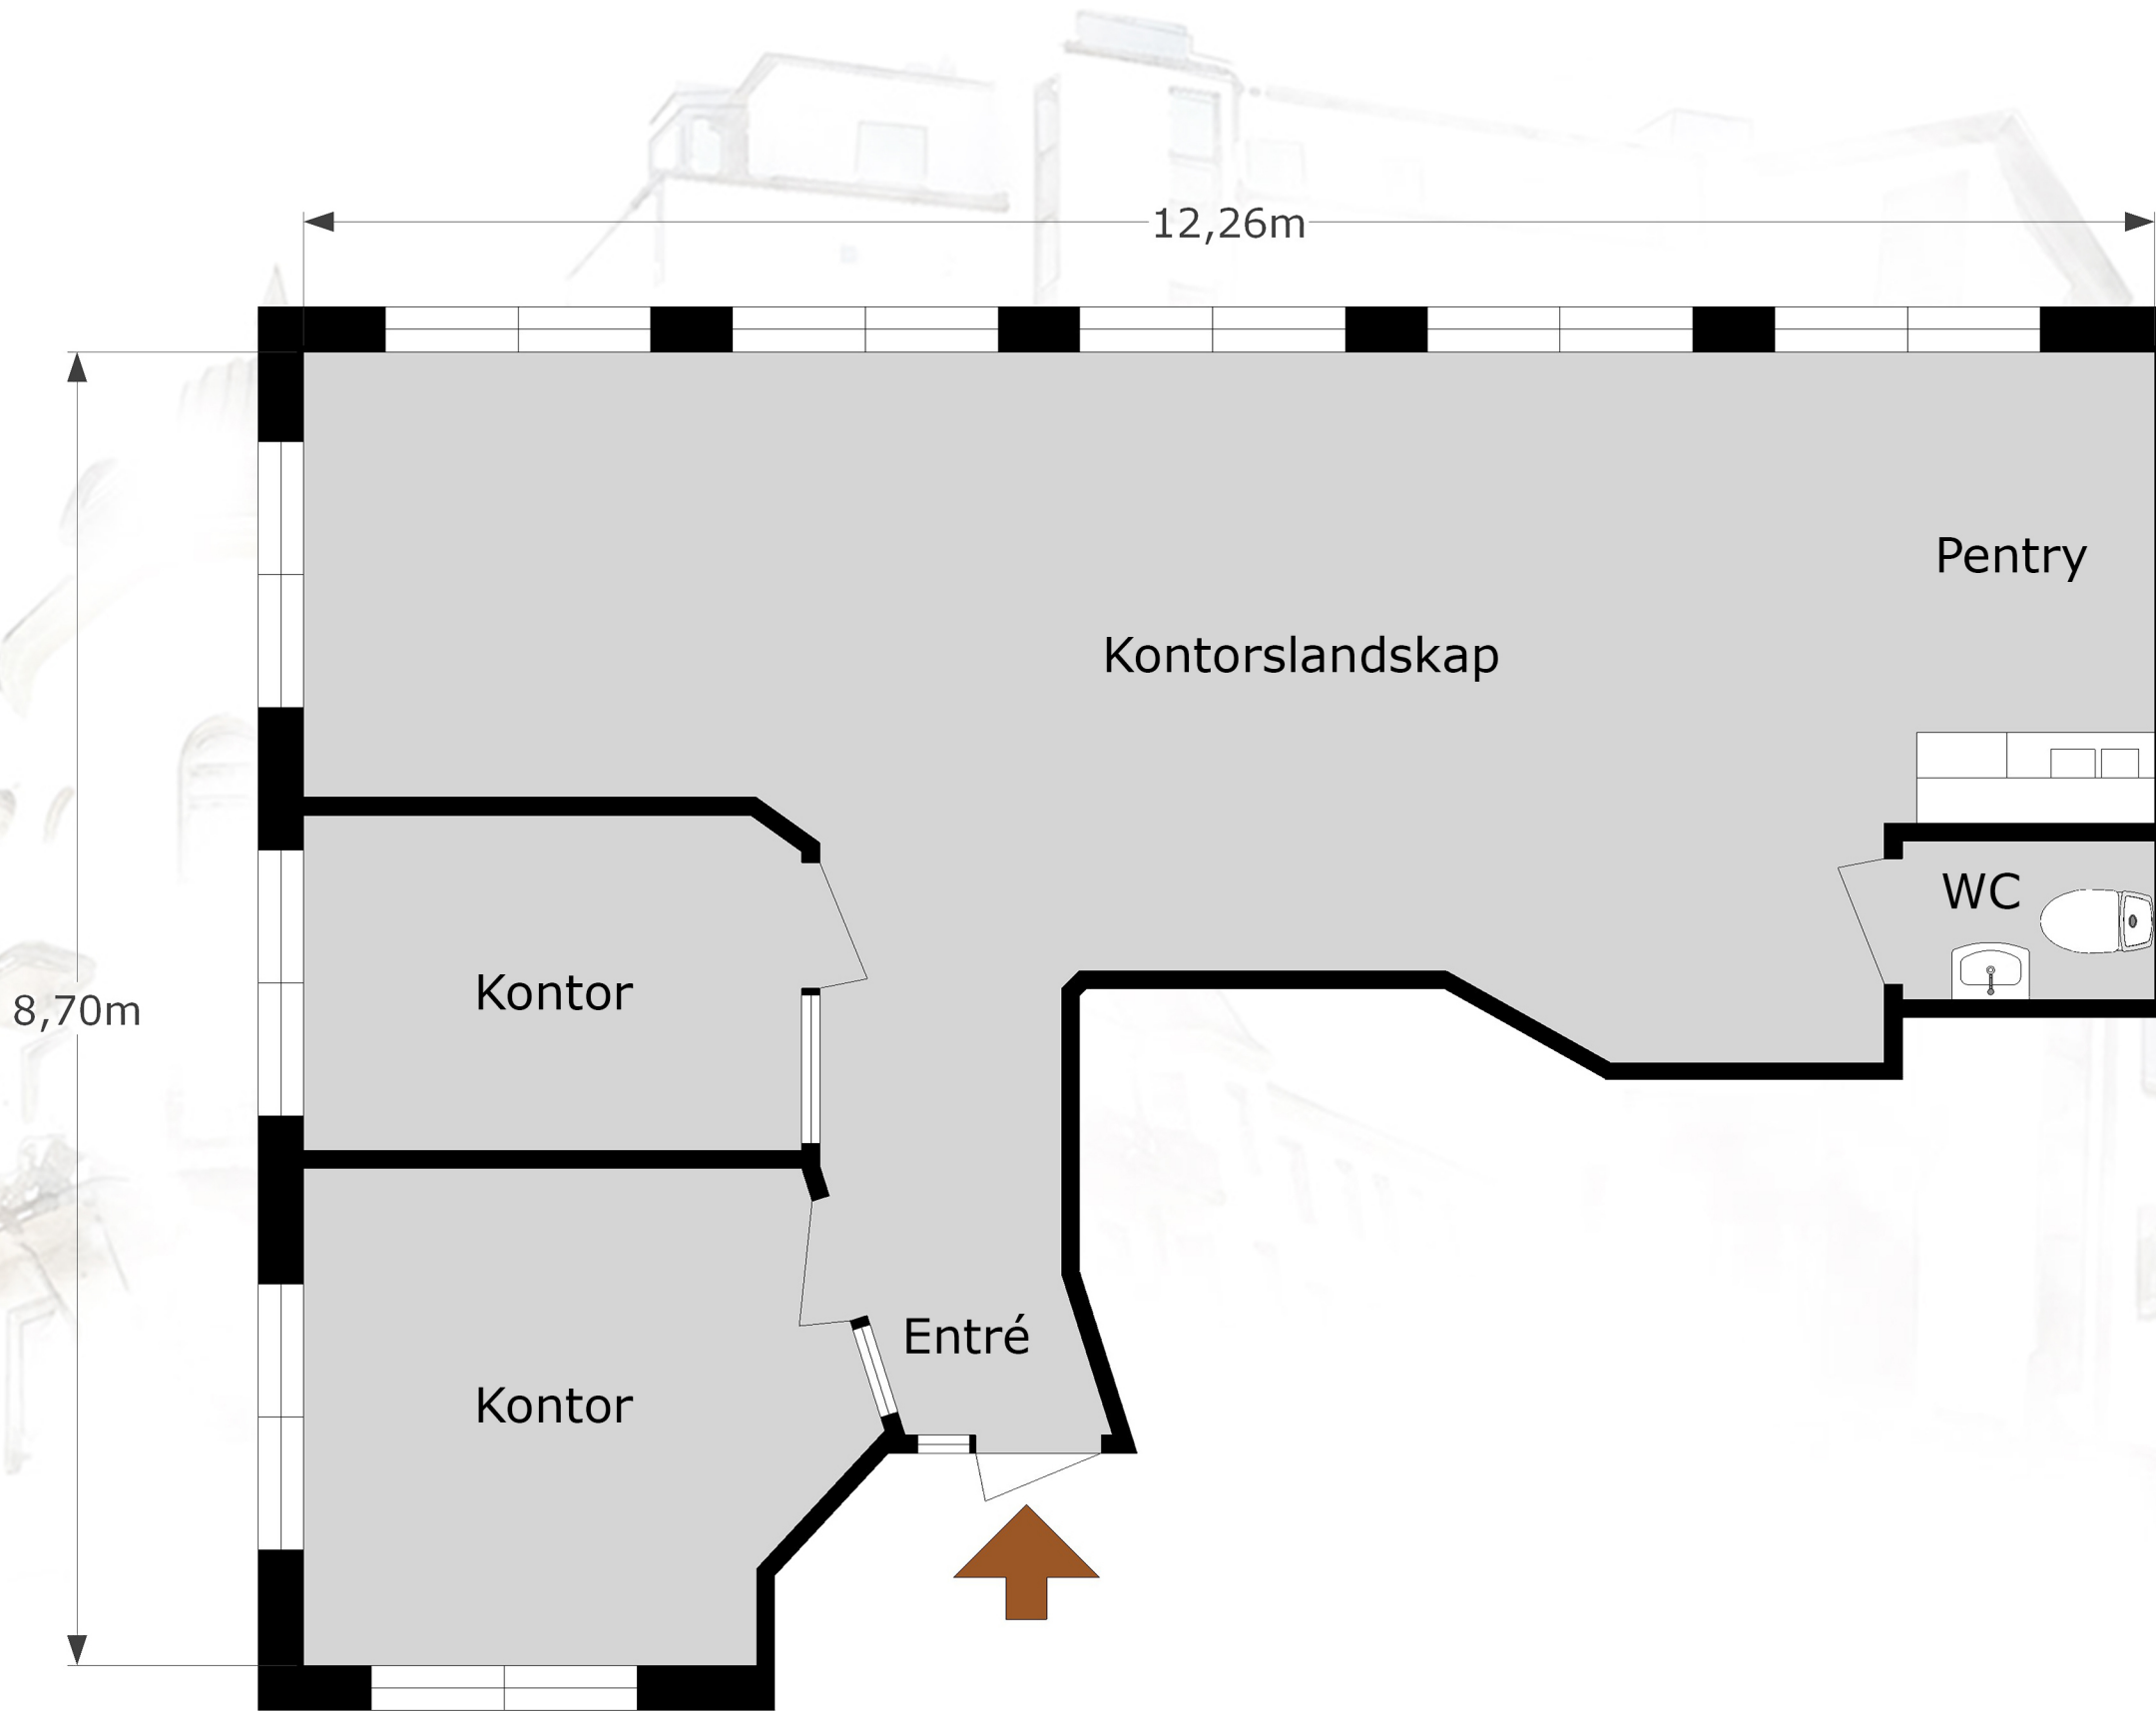 12,26m
Pentry
Kontorslandskap
WC
Kontor
8,70m
Entré
Kontor